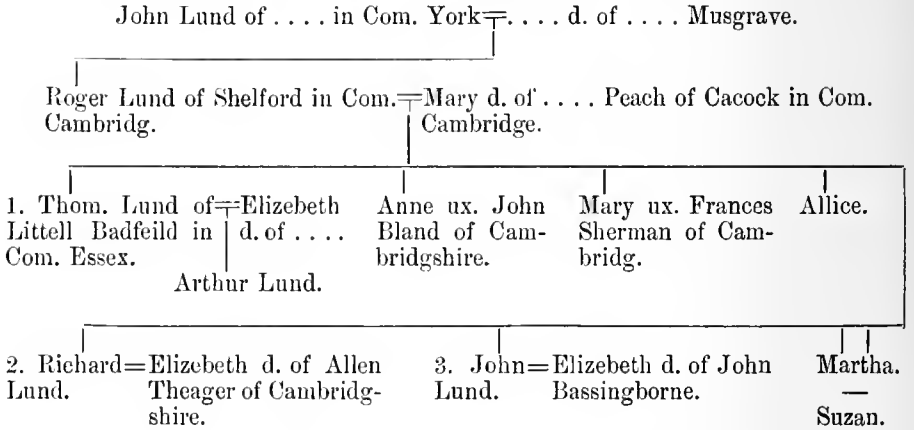 John Lund of . . . . in Com. York=. . . . d. of . . . . Musgrave.
Roger Lund of Shelford in Com.=Mary d. of . . . . Peach of Cacock in Com.
Cambridg. Cambridge.
1. Thom. Lund of=Elizebeth Anne ux. John Mary ux. Frances Allice.
Littell Badfeild in d. of . . . . Bland of Cam- Sherman of Cam-
Com. Essex. bridgshire. bridg.
Arthur Lund.
2. Richard=Elizebeth d. of Allen 3. John=Elizebeth d. of John Martha.
Lund. Theager of Cambridg- Lund. Bassingborne. —
shire. Suzan.